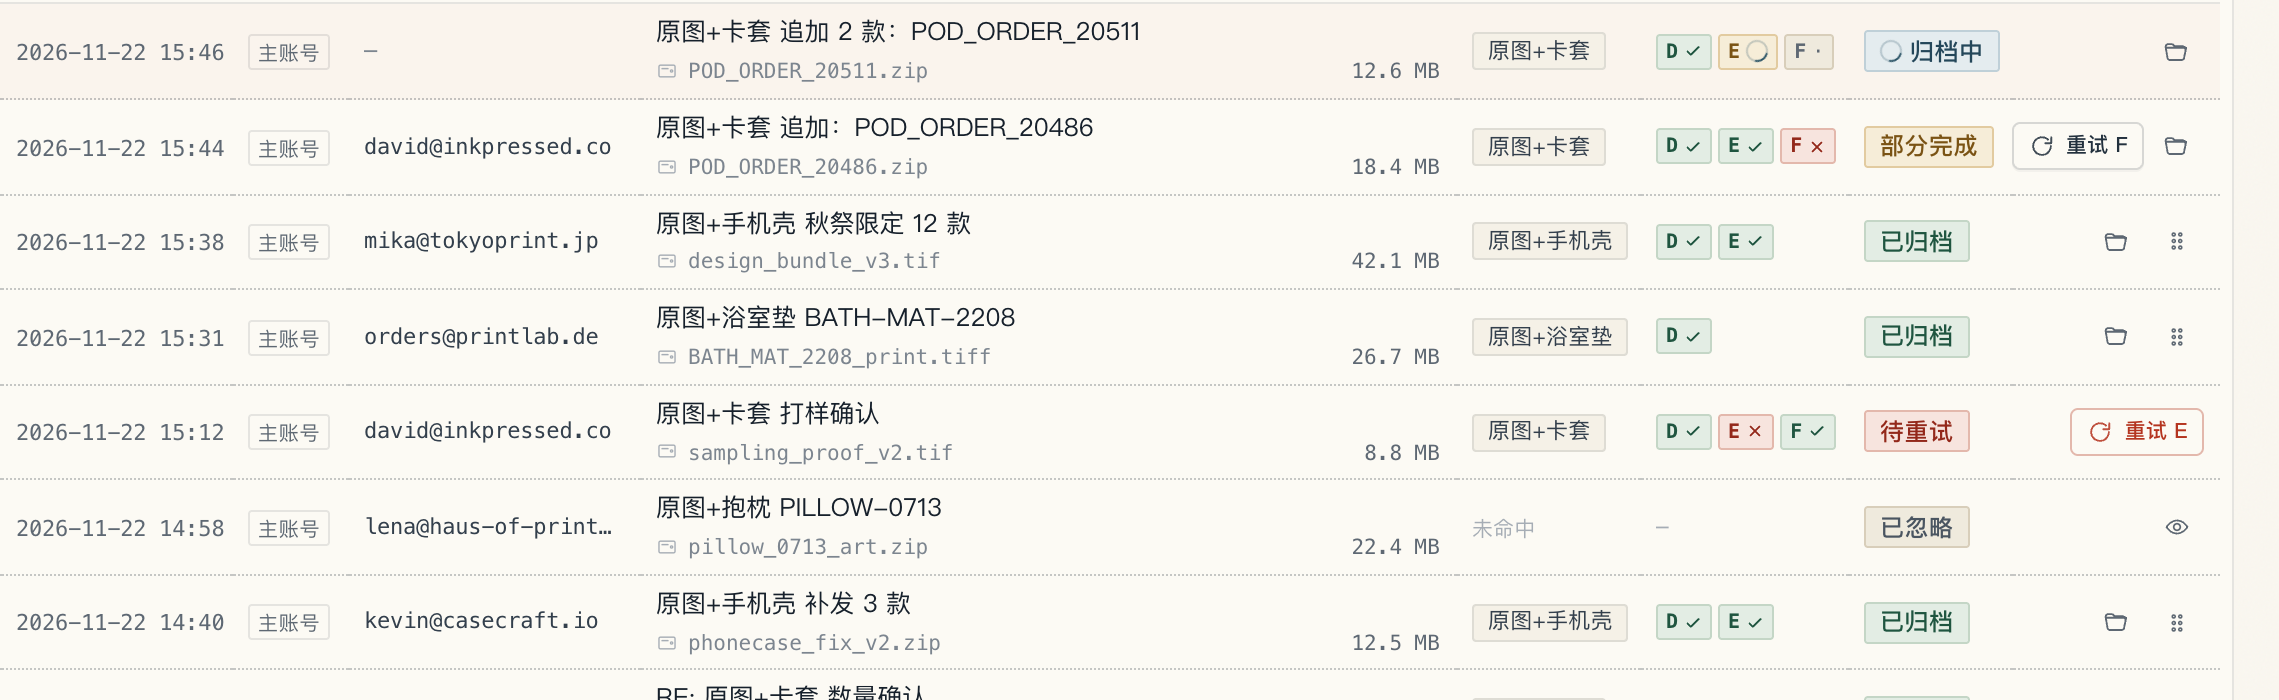 2026-11-22 15:46 主账号 — 原图+卡套 追加 2 款：POD_ORDER_20511
POD_ORDER_20511.zip 12.6 MB 原图+卡套 D ✓ E F · 归档中
2026-11-22 15:44 主账号 david@inkpressed.co 原图+卡套 追加：POD_ORDER_20486
POD_ORDER_20486.zip 18.4 MB 原图+卡套 D ✓ E ✓ F × 部分完成 重试 F
2026-11-22 15:38 主账号 mika@tokyoprint.jp 原图+手机壳 秋祭限定 12 款
design_bundle_v3.tif 42.1 MB 原图+手机壳 D ✓ E ✓ 已归档
2026-11-22 15:31 主账号 orders@printlab.de 原图+浴室垫 BATH-MAT-2208
BATH_MAT_2208_print.tiff 26.7 MB 原图+浴室垫 D ✓ 已归档
2026-11-22 15:12 主账号 david@inkpressed.co 原图+卡套 打样确认
sampling_proof_v2.tif 8.8 MB 原图+卡套 D ✓ E × F ✓ 待重试 重试 E
2026-11-22 14:58 主账号 lena@haus-of-print… 原图+抱枕 PILLOW-0713
pillow_0713_art.zip 22.4 MB 未命中 — 已忽略
2026-11-22 14:40 主账号 kevin@casecraft.io 原图+手机壳 补发 3 款
phonecase_fix_v2.zip 12.5 MB 原图+手机壳 D ✓ E ✓ 已归档
RE: 原图+卡套 数量确认